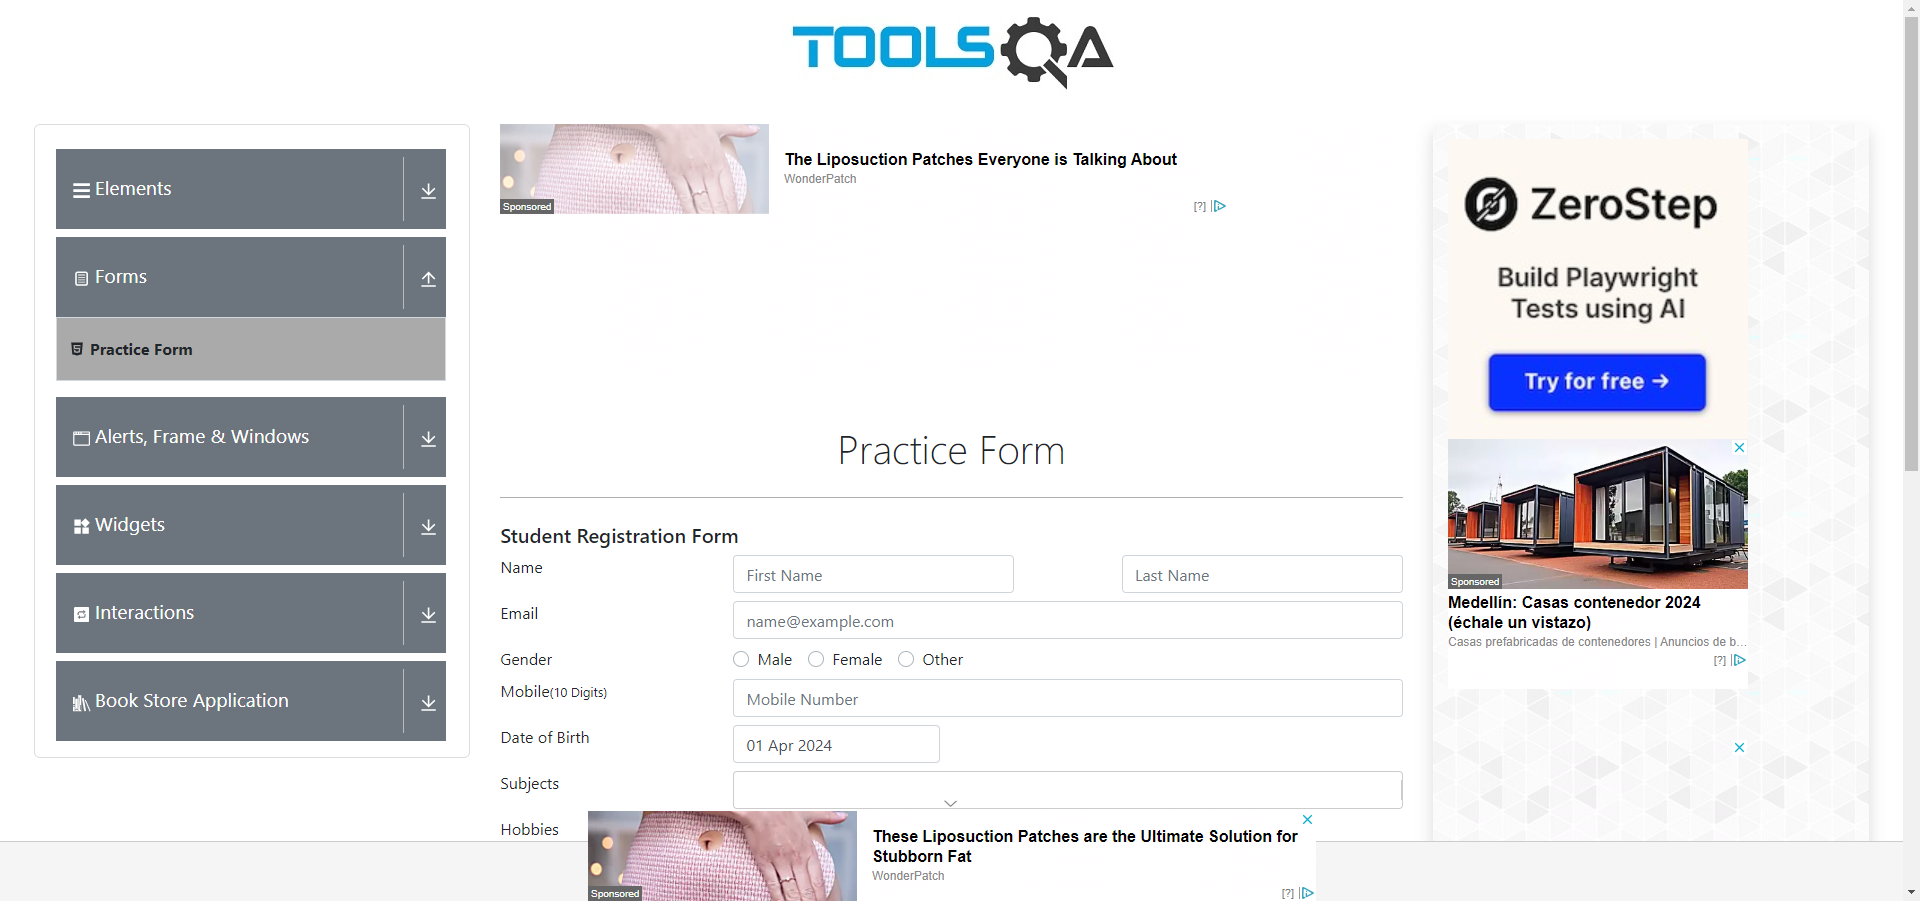 TOOLSQA
Elements
Forms
Practice Form
Alerts, Frame & Windows
Widgets
Interactions
Book Store Application
Sponsored
The Liposuction Patches Everyone is Talking About
WonderPatch
[?]
Practice Form
Student Registration Form
Name
First Name
Last Name
Email
name@example.com
Gender
Male
Female
Other
Mobile(10 Digits)
Mobile Number
Date of Birth
01 Apr 2024
Subjects
Hobbies
Sponsored
These Liposuction Patches are the Ultimate Solution for
Stubborn Fat
WonderPatch
[?]
ZeroStep
Build Playwright
Tests using AI
Try for free →
Sponsored
Medellín: Casas contenedor 2024
(échale un vistazo)
Casas prefabricadas de contenedores | Anuncios de b...
[?]